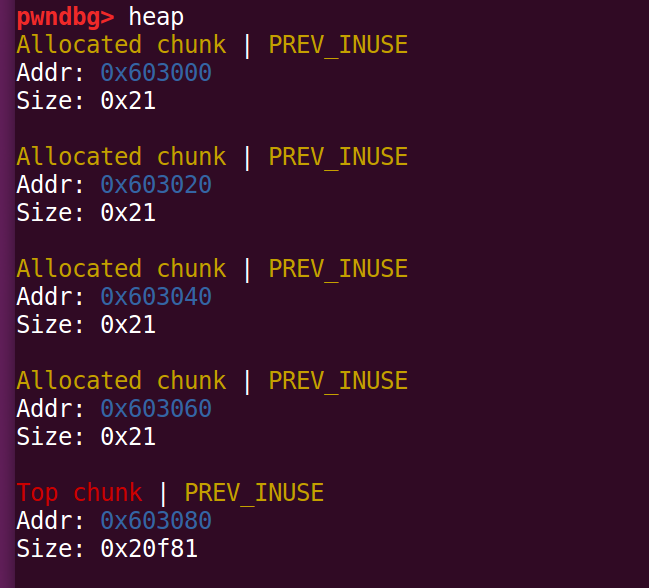 pwndbg> heap
Allocated chunk | PREV_INUSE
Addr: 0x603000
Size: 0x21
Allocated chunk | PREV_INUSE
Addr: 0x603020
Size: 0x21
Allocated chunk | PREV_INUSE
Addr: 0x603040
Size: 0x21
Allocated chunk | PREV_INUSE
Addr: 0x603060
Size: 0x21
Top chunk | PREV_INUSE
Addr: 0x603080
Size: 0x20f81